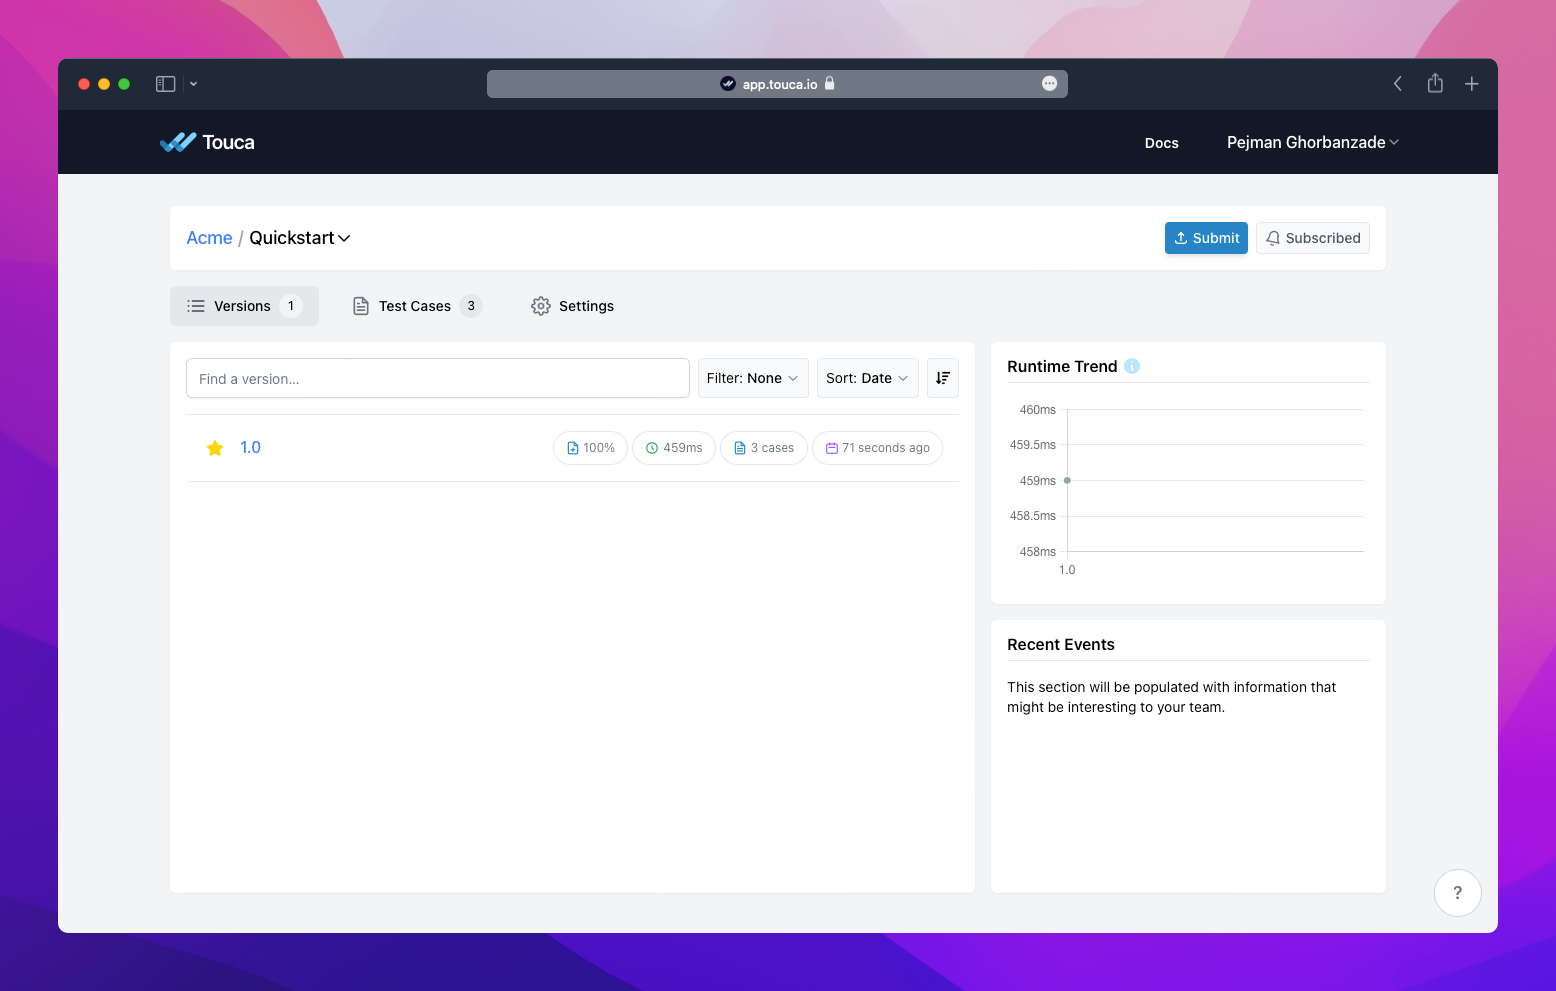 app.touca.io
Touca
Docs
Pejman Ghorbanzade
Acme / Quickstart
Submit
Subscribed
Versions 1
Test Cases 3
Settings
Find a version...
Filter: None
Sort: Date
1.0
100%
459ms
3 cases
71 seconds ago
Runtime Trend
460ms
459.5ms
459ms
458.5ms
458ms
1.0
Recent Events
This section will be populated with information that
might be interesting to your team.
?